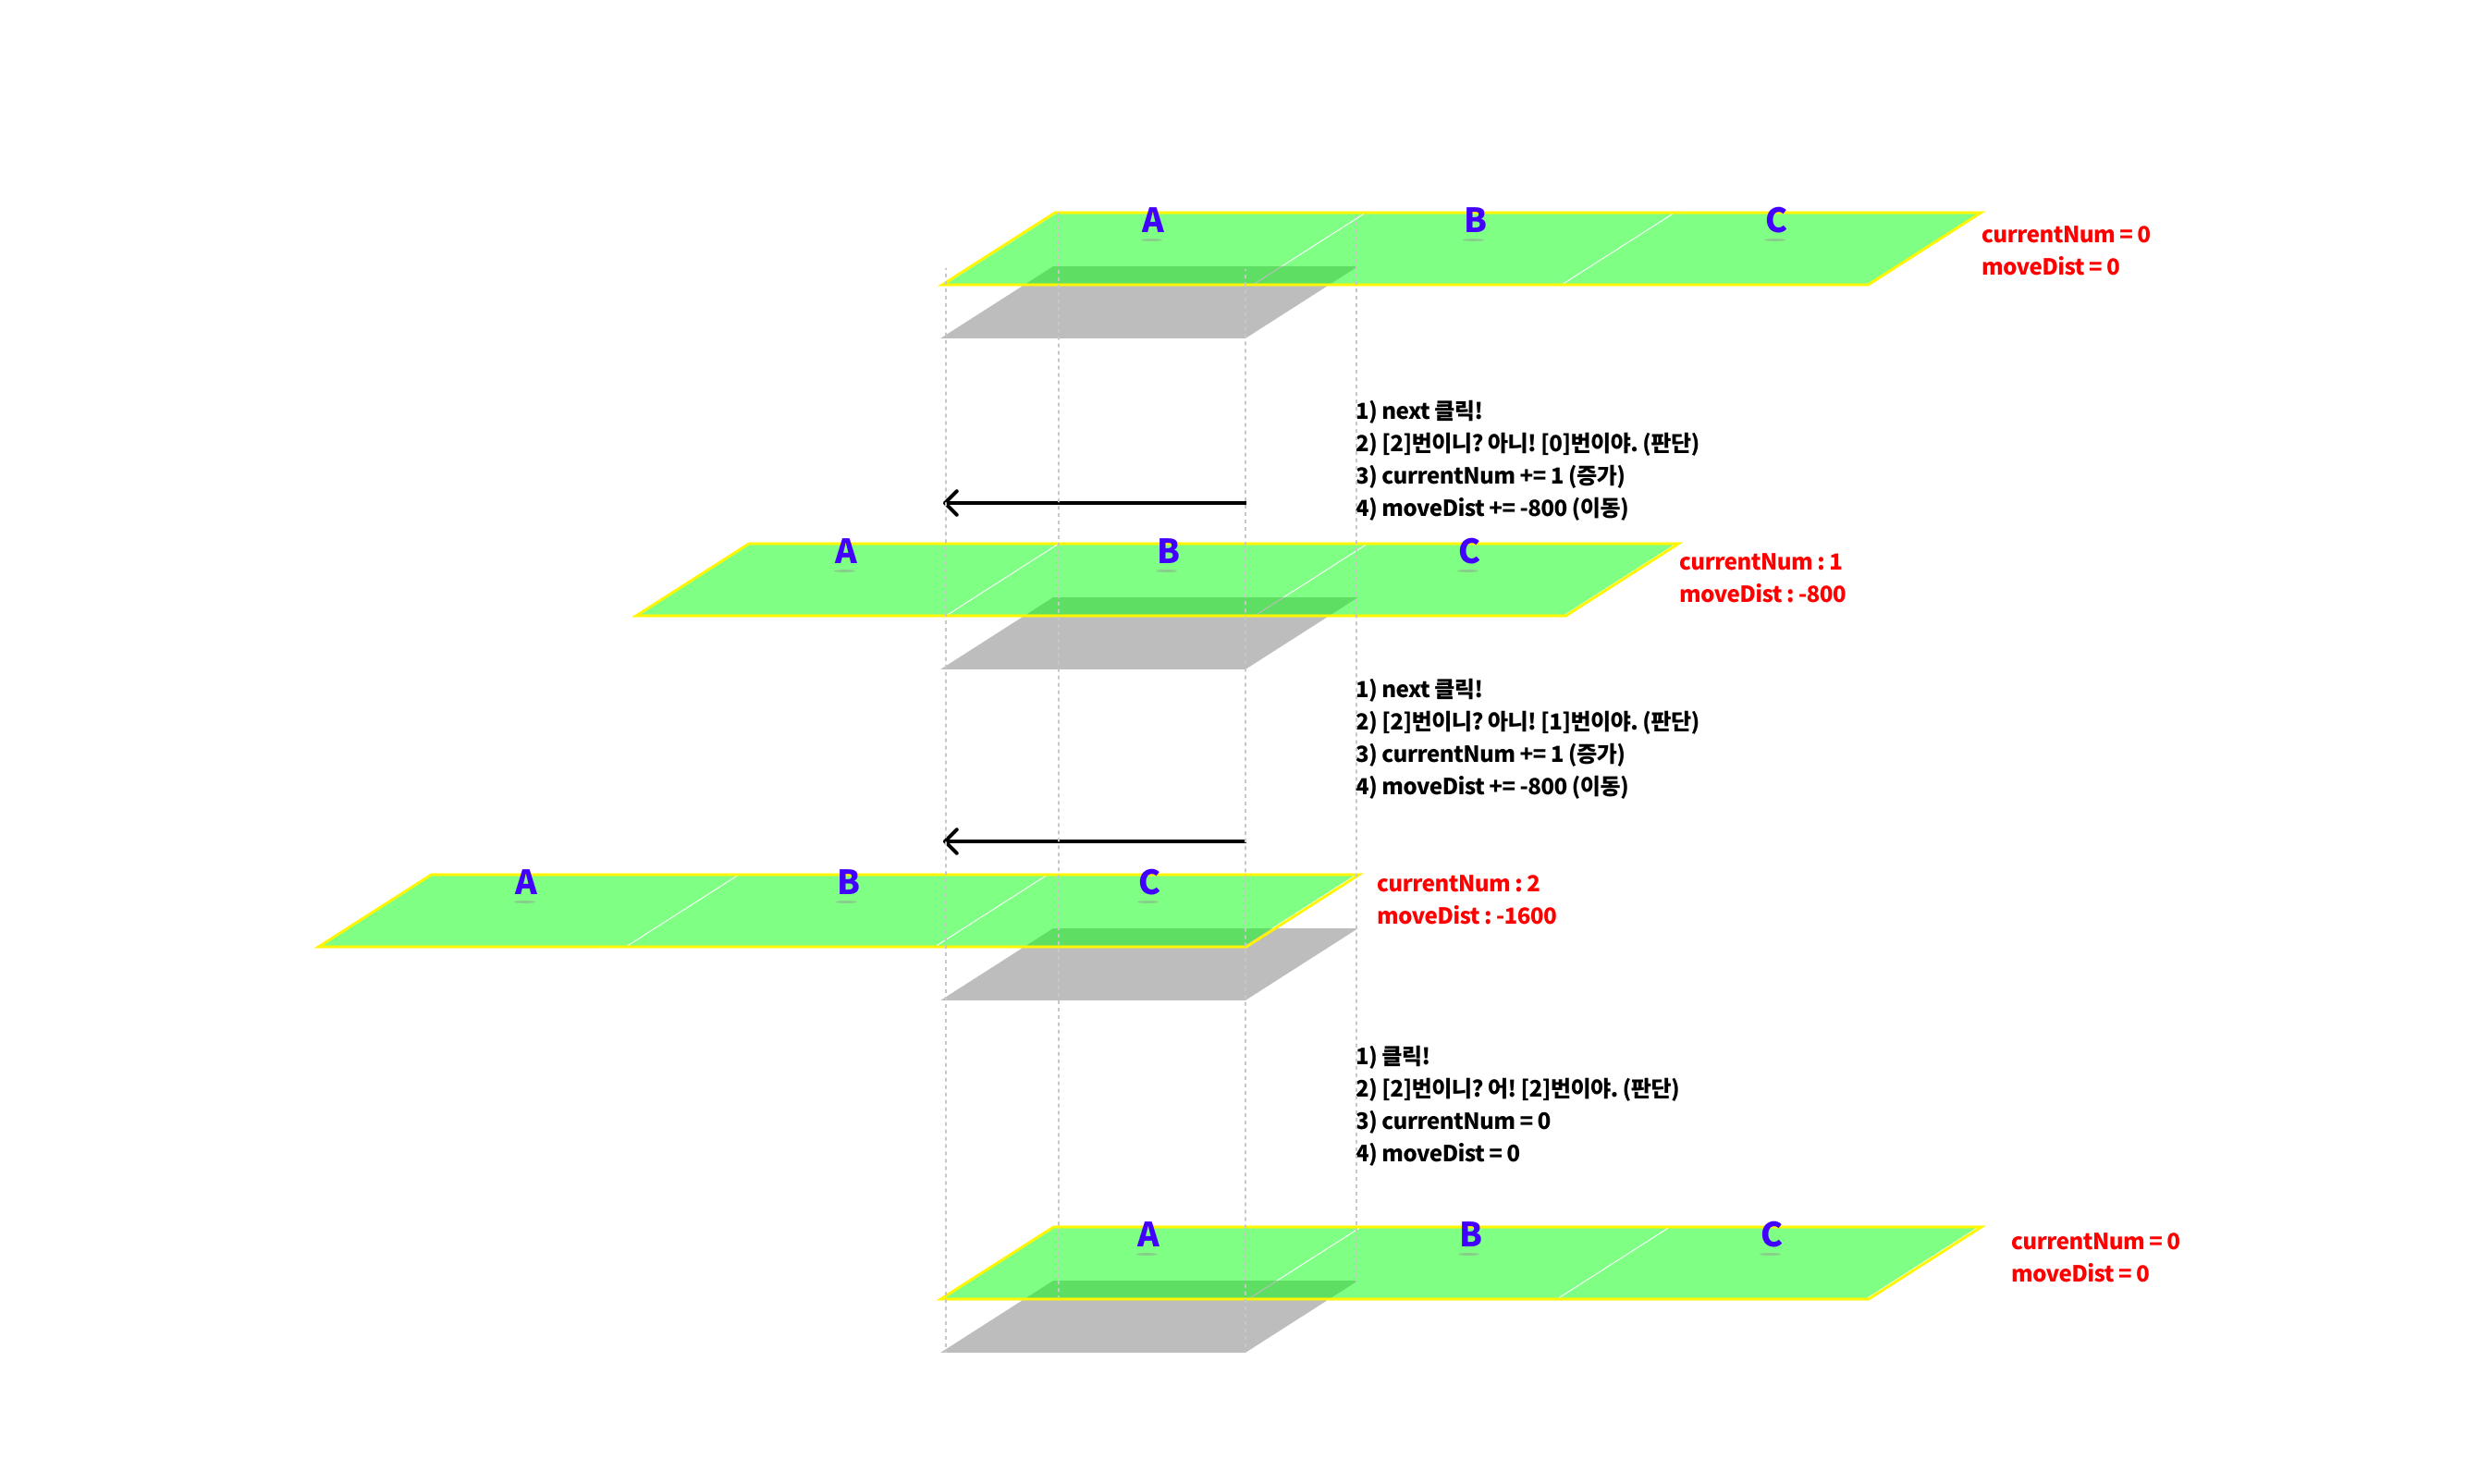 A B C
currentNum = 0
moveDist = 0
1) next 클릭!
2) [2]번이니? 아니! [0]번이야. (판단)
3) currentNum += 1 (증가)
4) moveDist += -800 (이동)
A B C
currentNum : 1
moveDist : -800
1) next 클릭!
2) [2]번이니? 아니! [1]번이야. (판단)
3) currentNum += 1 (증가)
4) moveDist += -800 (이동)
A B C
currentNum : 2
moveDist : -1600
1) 클릭!
2) [2]번이니? 어! [2]번이야. (판단)
3) currentNum = 0
4) moveDist = 0
A B C
currentNum = 0
moveDist = 0